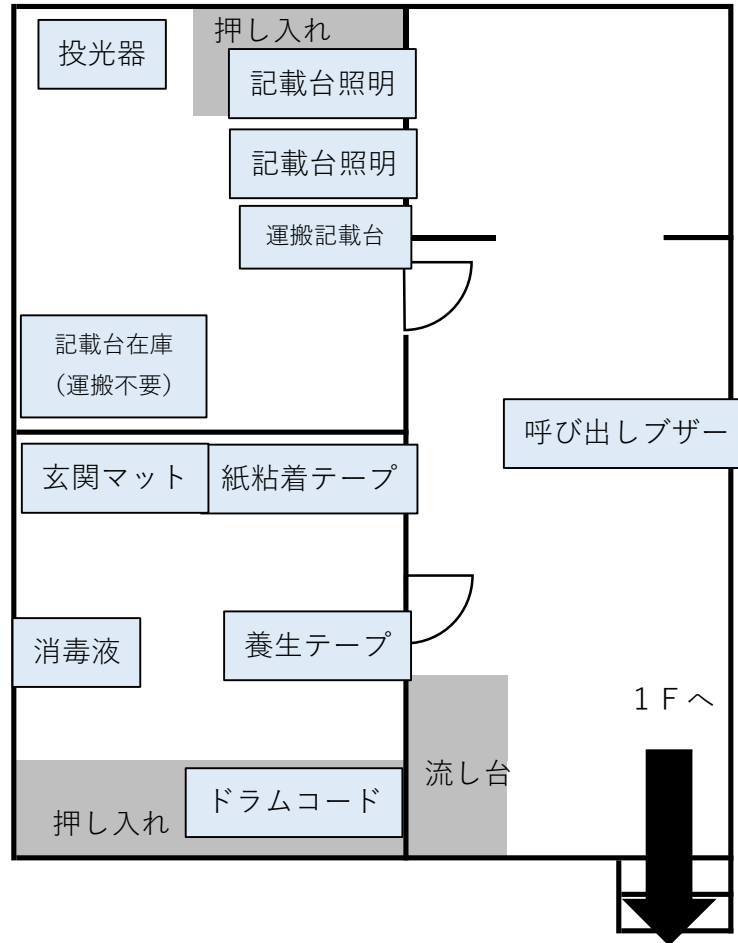 押し入れ
投光器
記載台照明
記載台照明
運搬記載台
記載台在庫
（運搬不要）
呼び出しブザー
玄関マット
紙粘着テープ
消毒液
養生テープ
１Ｆへ
流し台
ドラムコード
押し入れ